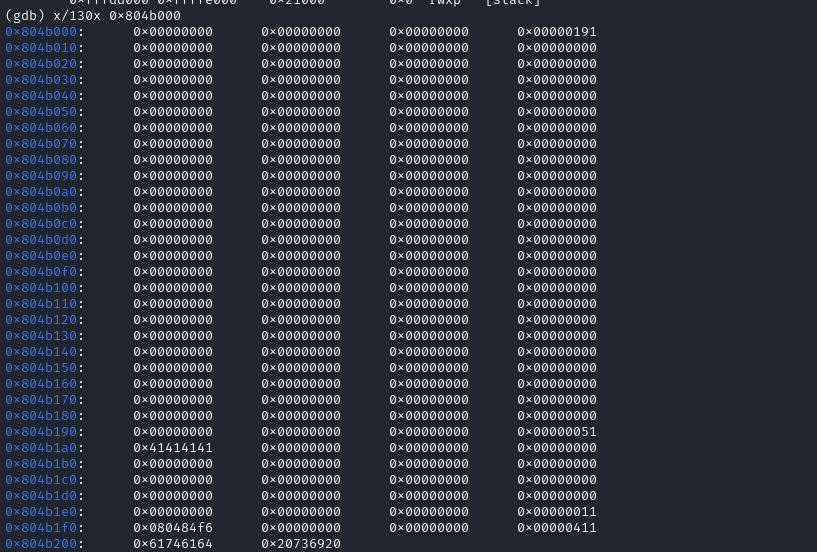 0xfffdd000 0xffffe000 0x21000 0x0 rwxp [stack]
(gdb) x/130x 0x804b000
0x804b000: 0x00000000 0x00000000 0x00000000 0x00000191
0x804b010: 0x00000000 0x00000000 0x00000000 0x00000000
0x804b020: 0x00000000 0x00000000 0x00000000 0x00000000
0x804b030: 0x00000000 0x00000000 0x00000000 0x00000000
0x804b040: 0x00000000 0x00000000 0x00000000 0x00000000
0x804b050: 0x00000000 0x00000000 0x00000000 0x00000000
0x804b060: 0x00000000 0x00000000 0x00000000 0x00000000
0x804b070: 0x00000000 0x00000000 0x00000000 0x00000000
0x804b080: 0x00000000 0x00000000 0x00000000 0x00000000
0x804b090: 0x00000000 0x00000000 0x00000000 0x00000000
0x804b0a0: 0x00000000 0x00000000 0x00000000 0x00000000
0x804b0b0: 0x00000000 0x00000000 0x00000000 0x00000000
0x804b0c0: 0x00000000 0x00000000 0x00000000 0x00000000
0x804b0d0: 0x00000000 0x00000000 0x00000000 0x00000000
0x804b0e0: 0x00000000 0x00000000 0x00000000 0x00000000
0x804b0f0: 0x00000000 0x00000000 0x00000000 0x00000000
0x804b100: 0x00000000 0x00000000 0x00000000 0x00000000
0x804b110: 0x00000000 0x00000000 0x00000000 0x00000000
0x804b120: 0x00000000 0x00000000 0x00000000 0x00000000
0x804b130: 0x00000000 0x00000000 0x00000000 0x00000000
0x804b140: 0x00000000 0x00000000 0x00000000 0x00000000
0x804b150: 0x00000000 0x00000000 0x00000000 0x00000000
0x804b160: 0x00000000 0x00000000 0x00000000 0x00000000
0x804b170: 0x00000000 0x00000000 0x00000000 0x00000000
0x804b180: 0x00000000 0x00000000 0x00000000 0x00000000
0x804b190: 0x00000000 0x00000000 0x00000000 0x00000051
0x804b1a0: 0x41414141 0x00000000 0x00000000 0x00000000
0x804b1b0: 0x00000000 0x00000000 0x00000000 0x00000000
0x804b1c0: 0x00000000 0x00000000 0x00000000 0x00000000
0x804b1d0: 0x00000000 0x00000000 0x00000000 0x00000000
0x804b1e0: 0x00000000 0x00000000 0x00000000 0x00000011
0x804b1f0: 0x080484f6 0x00000000 0x00000000 0x00000411
0x804b200: 0x61746164 0x20736920